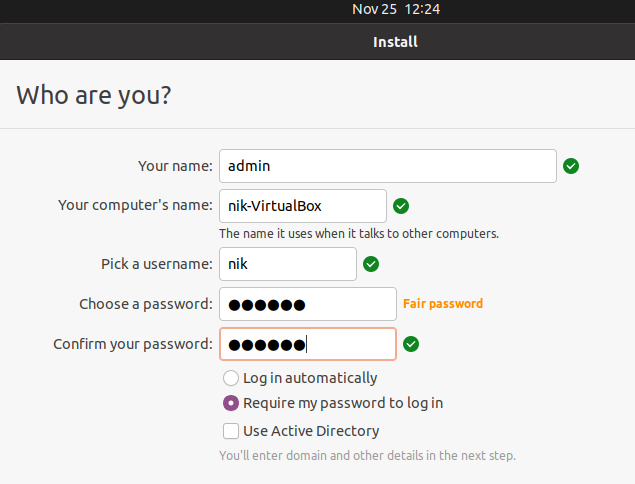 Nov 25 12:24
Install
Who are you?
Your name: admin
Your computer's name: nik-VirtualBox
The name it uses when it talks to other computers.
Pick a username: nik
Choose a password: ●●●●●● Fair password
Confirm your password: ●●●●●●
Log in automatically
Require my password to log in
Use Active Directory
You'll enter domain and other details in the next step.